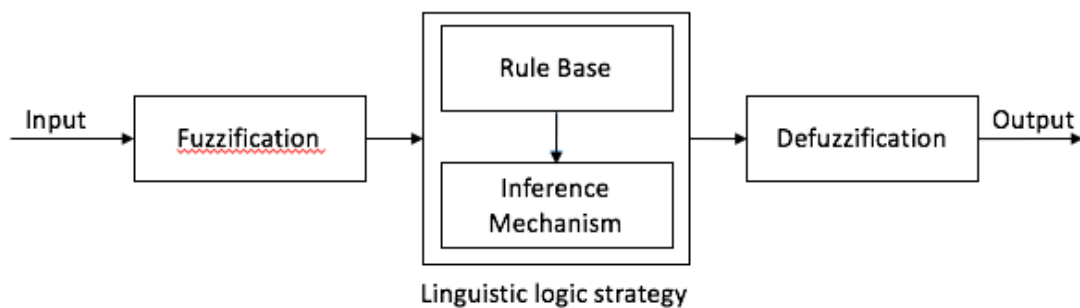 Input
Fuzzification
Rule Base
Inference
Mechanism
Linguistic logic strategy
Defuzzification
Output